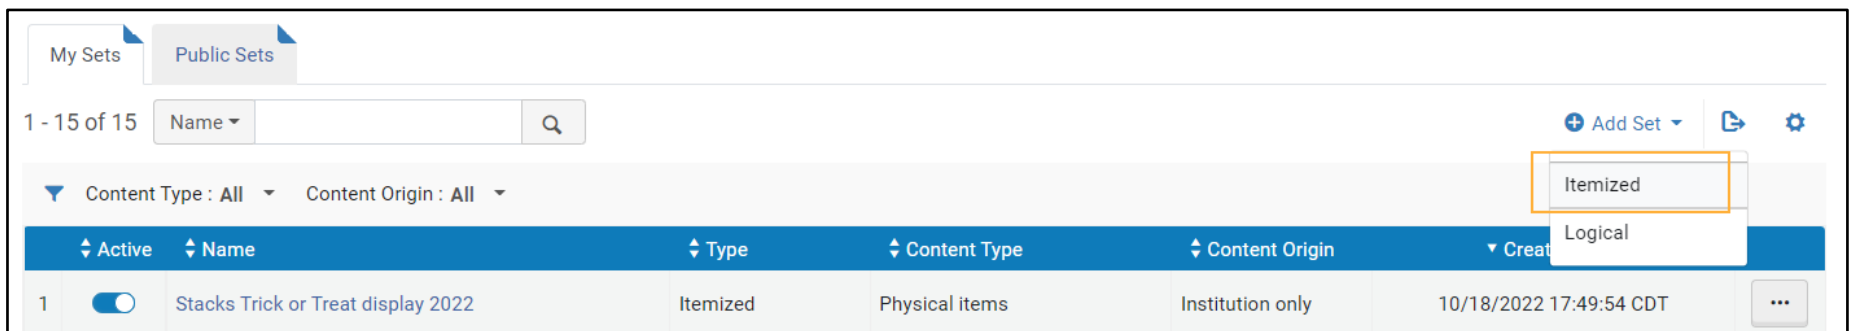 My Sets Public Sets
1 - 15 of 15 Name Add Set
Content Type : All Content Origin : All Itemized
Logical
Active Name Type Content Type Content Origin Creat
1 Stacks Trick or Treat display 2022 Itemized Physical items Institution only 10/18/2022 17:49:54 CDT